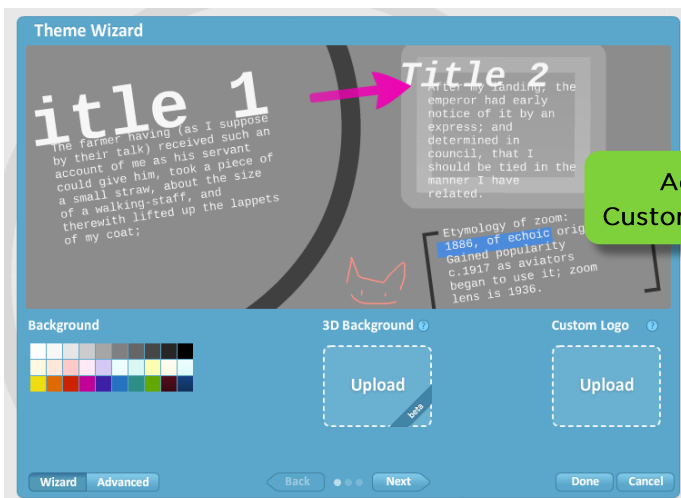 Theme Wizard
itle 1
The farmer having (as I suppose
by their talk) received such an
account of me as his servant
could give him, took a piece of
a small straw, about the size
of a walking-staff, and
therewith lifted up the lappets
of my coat;
Title 2
After my landing, the
emperor had early
notice of it by an
express; and
determined in
council, that I
should be tied in the
manner I have
related.
Etymology of zoom:
1886, of echoic orig
Gained popularity
c.1917 as aviators
began to use it; zoom
lens is 1936.
Custom
Background
3D Background ?
Custom Logo ?
Upload
beta
Upload
Wizard Advanced
Back Next
Done Cancel